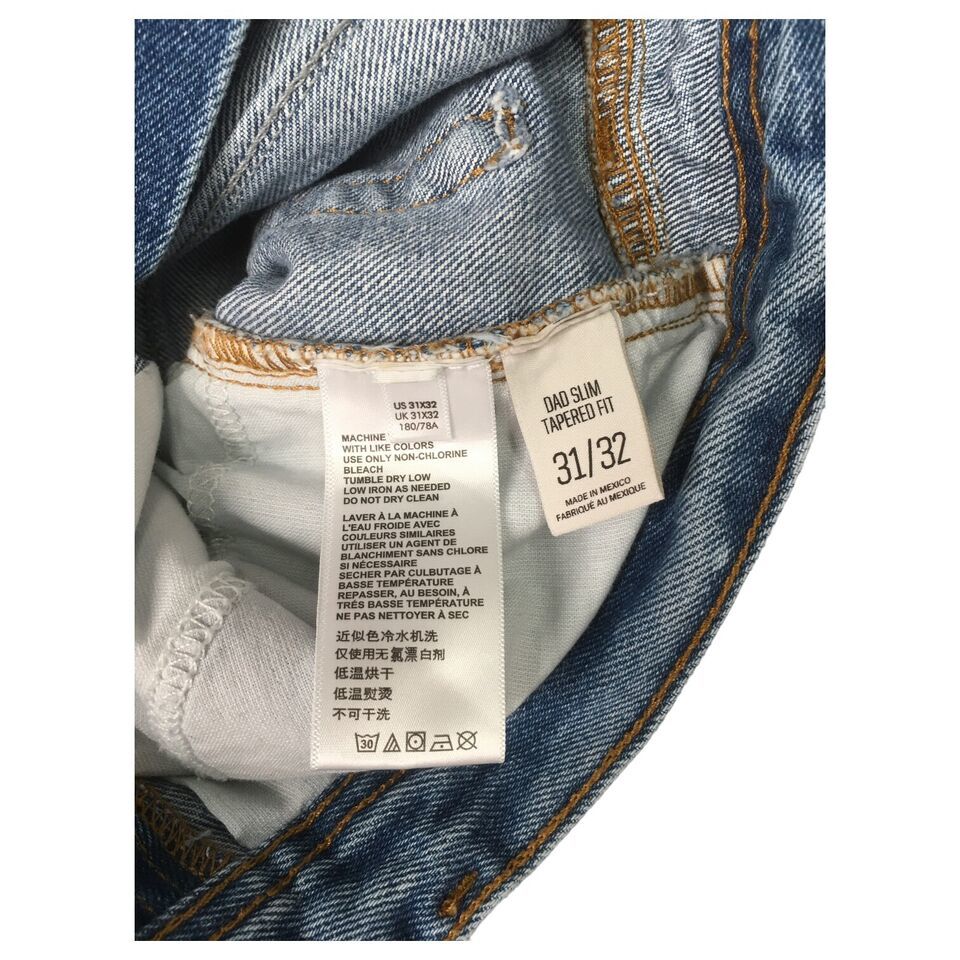 US 31X32
UK 31X32
180/78A
MACHINE
WITH LIKE COLORS
USE ONLY NON-CHLORINE
BLEACH
TUMBLE DRY LOW
LOW IRON AS NEEDED
DO NOT DRY CLEAN
LAVER À LA MACHINE À
L'EAU FROIDE AVEC
COULEURS SIMILAIRES
UTILISER UN AGENT DE
BLANCHIMENT SANS CHLORE
SI NÉCESSAIRE
SECHER PAR CULBUTAGE À
BASSE TEMPÉRATURE
REPASSER, AU BESOIN, À
TRÉS BASSE TEMPÉRATURE
NE PAS NETTOYER À SEC
近似色冷水机洗
仅使用无氯漂白剂
低温烘干
低温熨烫
不可干洗
30
DAD SLIM
TAPERED FIT
31/32
MADE IN MEXICO
FABRIQUÉ AU MEXIQUE